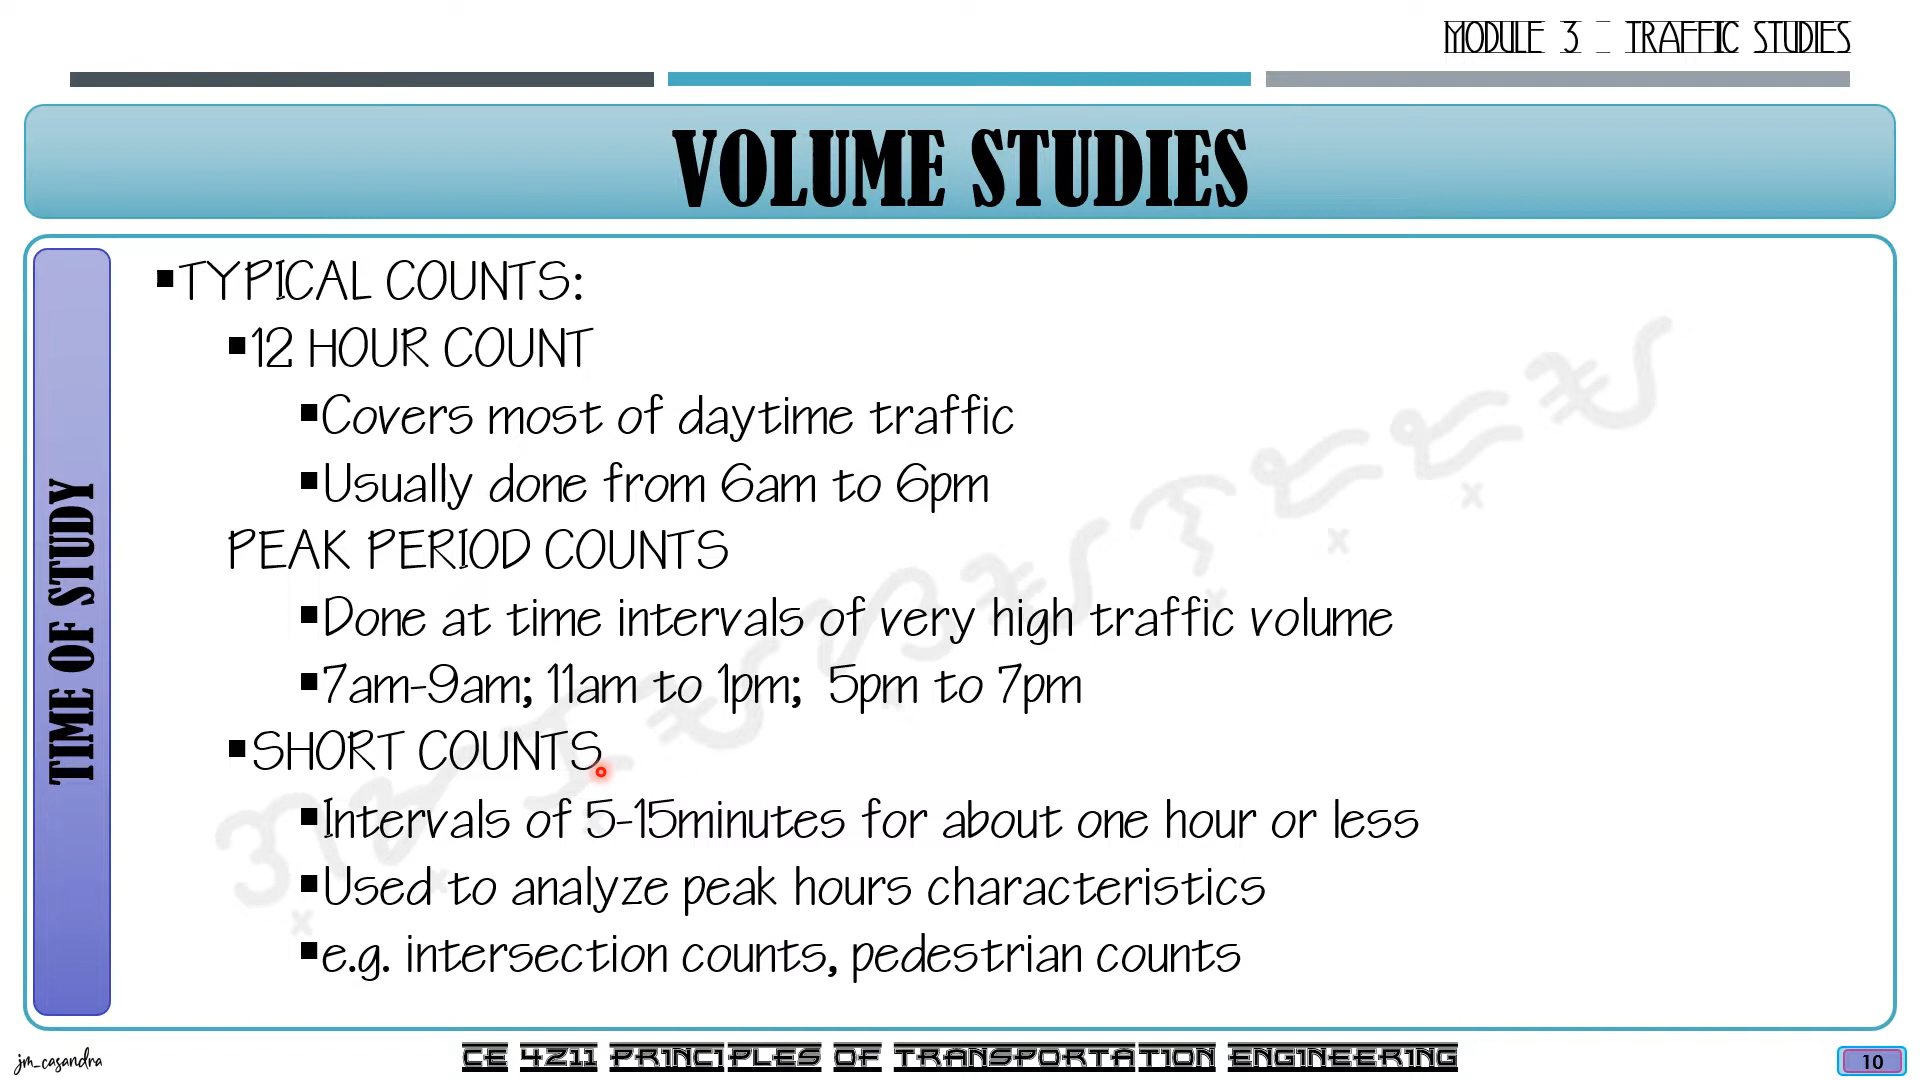 MODULE 3 - TRAFFIC STUDIES
VOLUME STUDIES
TIME OF STUDY
▪TYPICAL COUNTS:
▪12 HOUR COUNT
▪Covers most of daytime traffic
▪Usually done from 6am to 6pm
PEAK PERIOD COUNTS
▪Done at time intervals of very high traffic volume
▪7am-9am; 11am to 1pm; 5pm to 7pm
▪SHORT COUNTS
▪Intervals of 5-15minutes for about one hour or less
▪Used to analyze peak hours characteristics
▪e.g. intersection counts, pedestrian counts
jm_casandra
CE 4211 PRINCIPLES OF TRANSPORTATION ENGINEERING
10